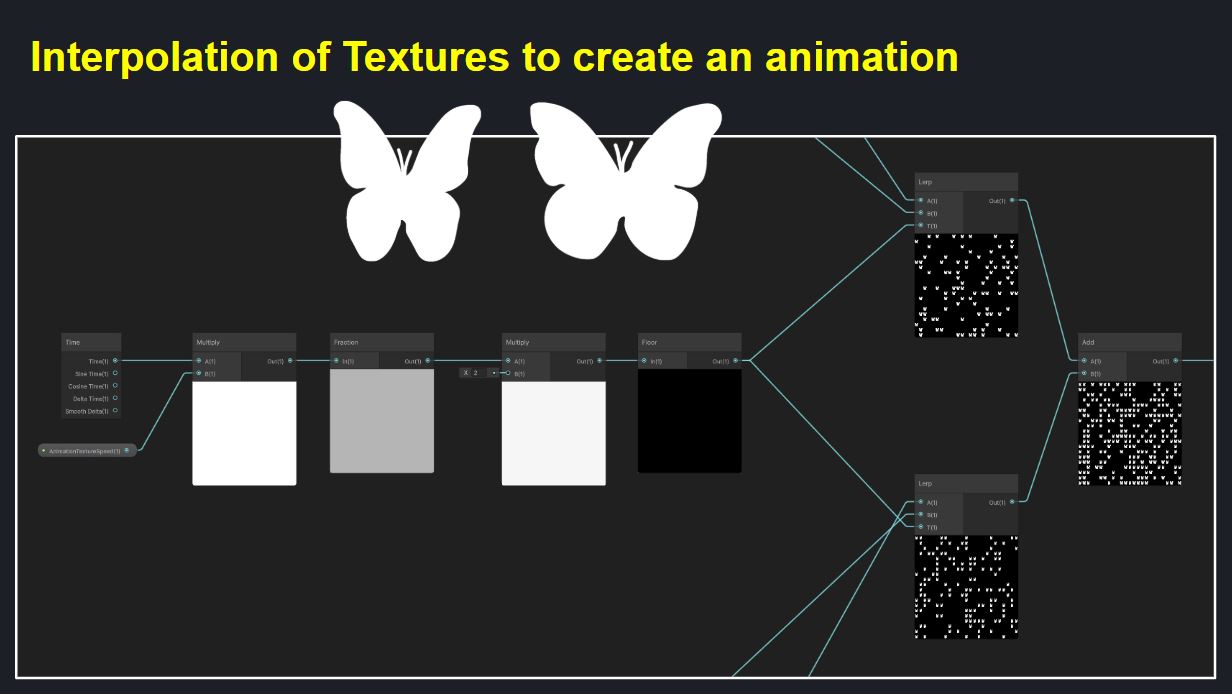 Interpolation of Textures to create an animation
Lerp
A(1) Out(1)
B(1)
T(1)
Time
Time(1)
Sine Time(1)
Cosine Time(1)
Delta Time(1)
Smooth Delta(1)
AnimationTextureSpeed(1)
Multiply
A(1) Out(1)
B(1)
Fraction
In(1) Out(1)
X 2
Multiply
A(1) Out(1)
B(1)
Floor
In(1) Out(1)
Lerp
A(1) Out(1)
B(1)
T(1)
Add
A(1) Out(1)
B(1)